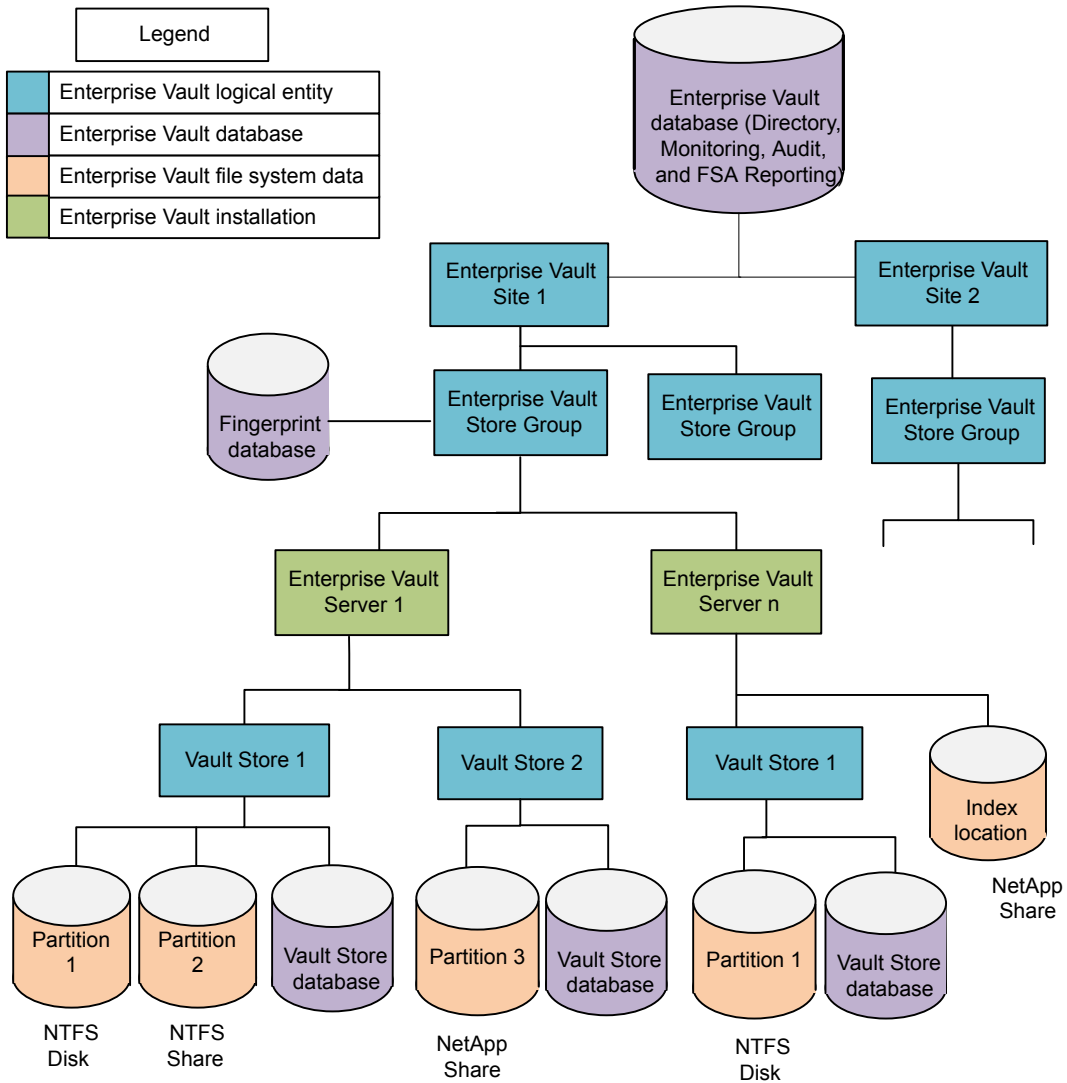 Legend
Enterprise Vault logical entity
Enterprise Vault database
Enterprise Vault file system data
Enterprise Vault installation
Enterprise Vault
database (Directory,
Monitoring, Audit,
and FSA Reporting)
Enterprise Vault
Site 1
Enterprise Vault
Site 2
Fingerprint
database
Enterprise Vault
Store Group
Enterprise Vault
Store Group
Enterprise Vault
Store Group
Enterprise Vault
Server 1
Enterprise Vault
Server n
Vault Store 1
Vault Store 2
Vault Store 1
Index
location
NetApp
Share
Partition
1
NTFS
Disk
Partition
2
NTFS
Share
Vault Store
database
Partition 3
NetApp
Share
Vault Store
database
Partition 1
NTFS
Disk
Vault Store
database